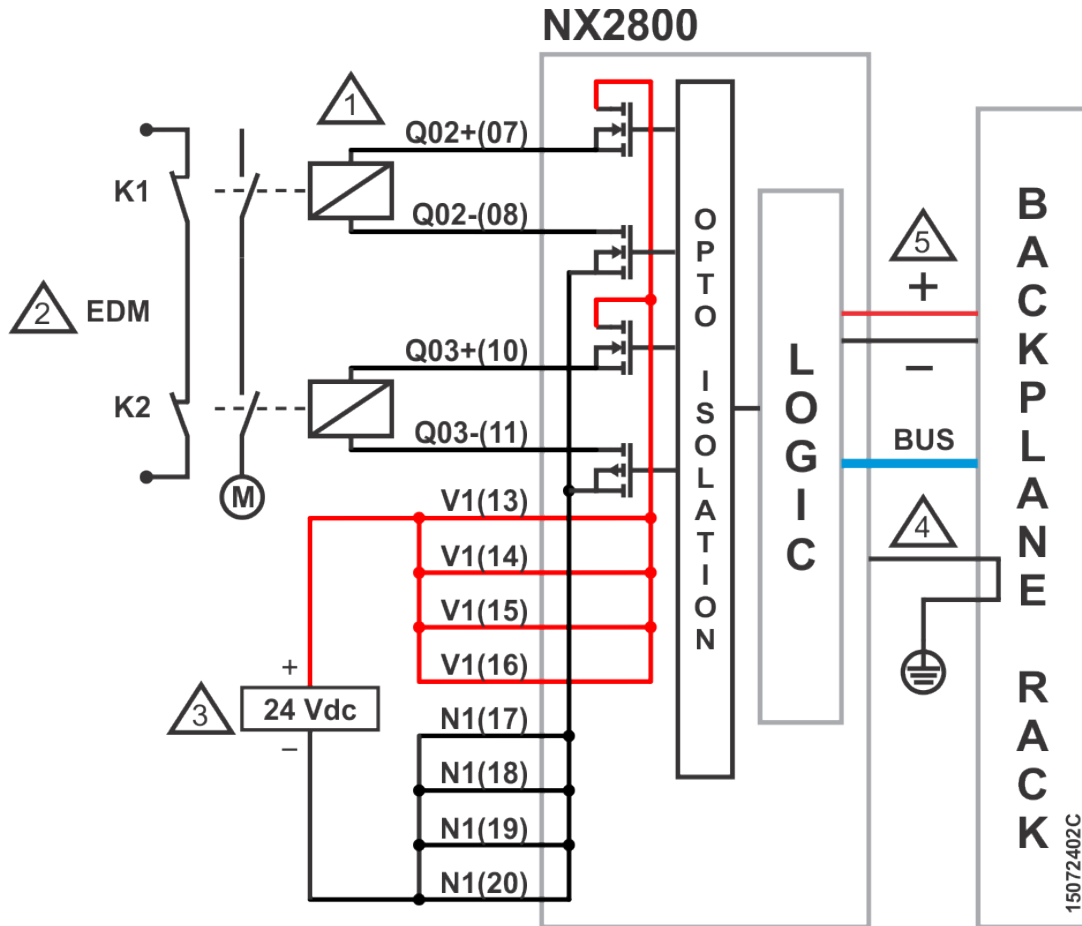 NX2800
1
Q02+(07)
K1
Q02-(08)
2
EDM
Q03+(10)
K2
Q03-(11)
M
V1(13)
V1(14)
V1(15)
V1(16)
+
3
24 Vdc
–
N1(17)
N1(18)
N1(19)
N1(20)
OPTO ISOLATION
LOGIC
5
+
–
BUS
4
BACKPLANE RACK
15072402C